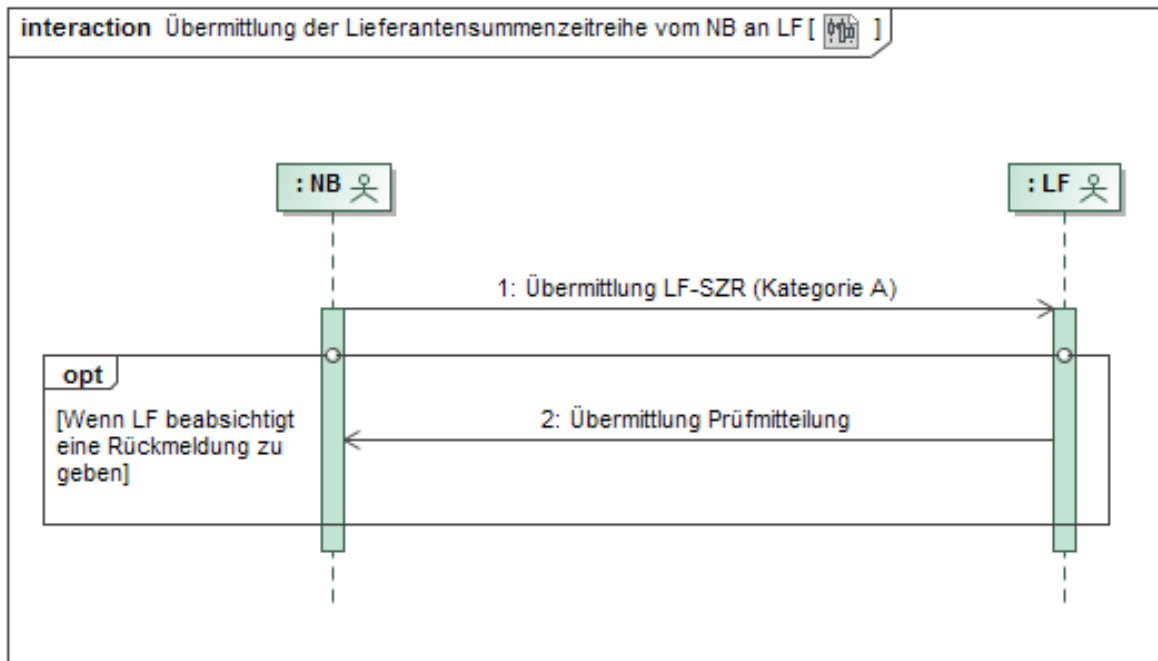 interaction Übermittlung der Lieferantensummenzeitreihe vom NB an LF [ ]
: NB
: LF
1: Übermittlung LF-SZR (Kategorie A)
opt
[Wenn LF beabsichtigt
eine Rückmeldung zu
geben]
2: Übermittlung Prüfmitteilung